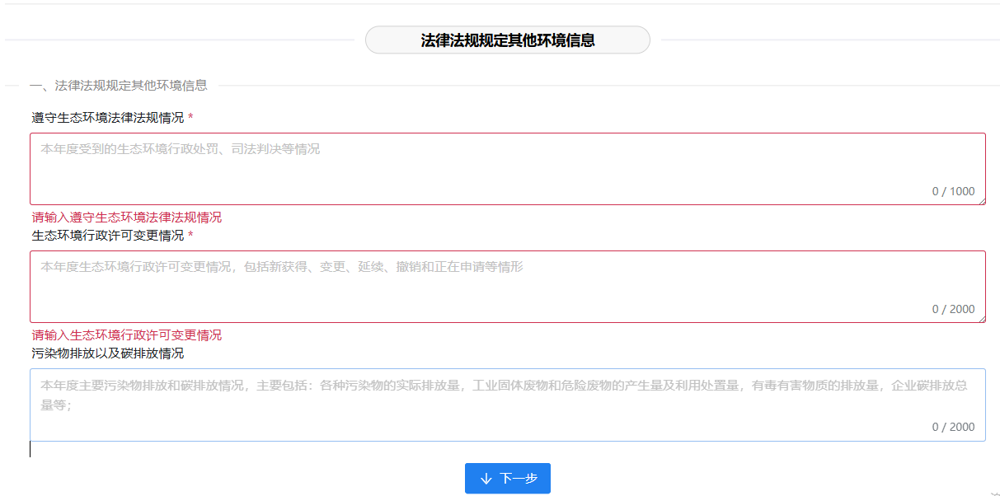 法律法规规定其他环境信息
一、法律法规规定其他环境信息
遵守生态环境法律法规情况 *
本年度受到的生态环境行政处罚、司法判决等情况
0 / 1000
请输入遵守生态环境法律法规情况
生态环境行政许可变更情况 *
本年度生态环境行政许可变更情况，包括新获得、变更、延续、撤销和正在申请等情形
0 / 2000
请输入生态环境行政许可变更情况
污染物排放以及碳排放情况
本年度主要污染物排放和碳排放情况，主要包括：各种污染物的实际排放量，工业固体废物和危险废物的产生量及利用处置量，有毒有害物质的排放量，企业碳排放总
量等；
0 / 2000
下一步